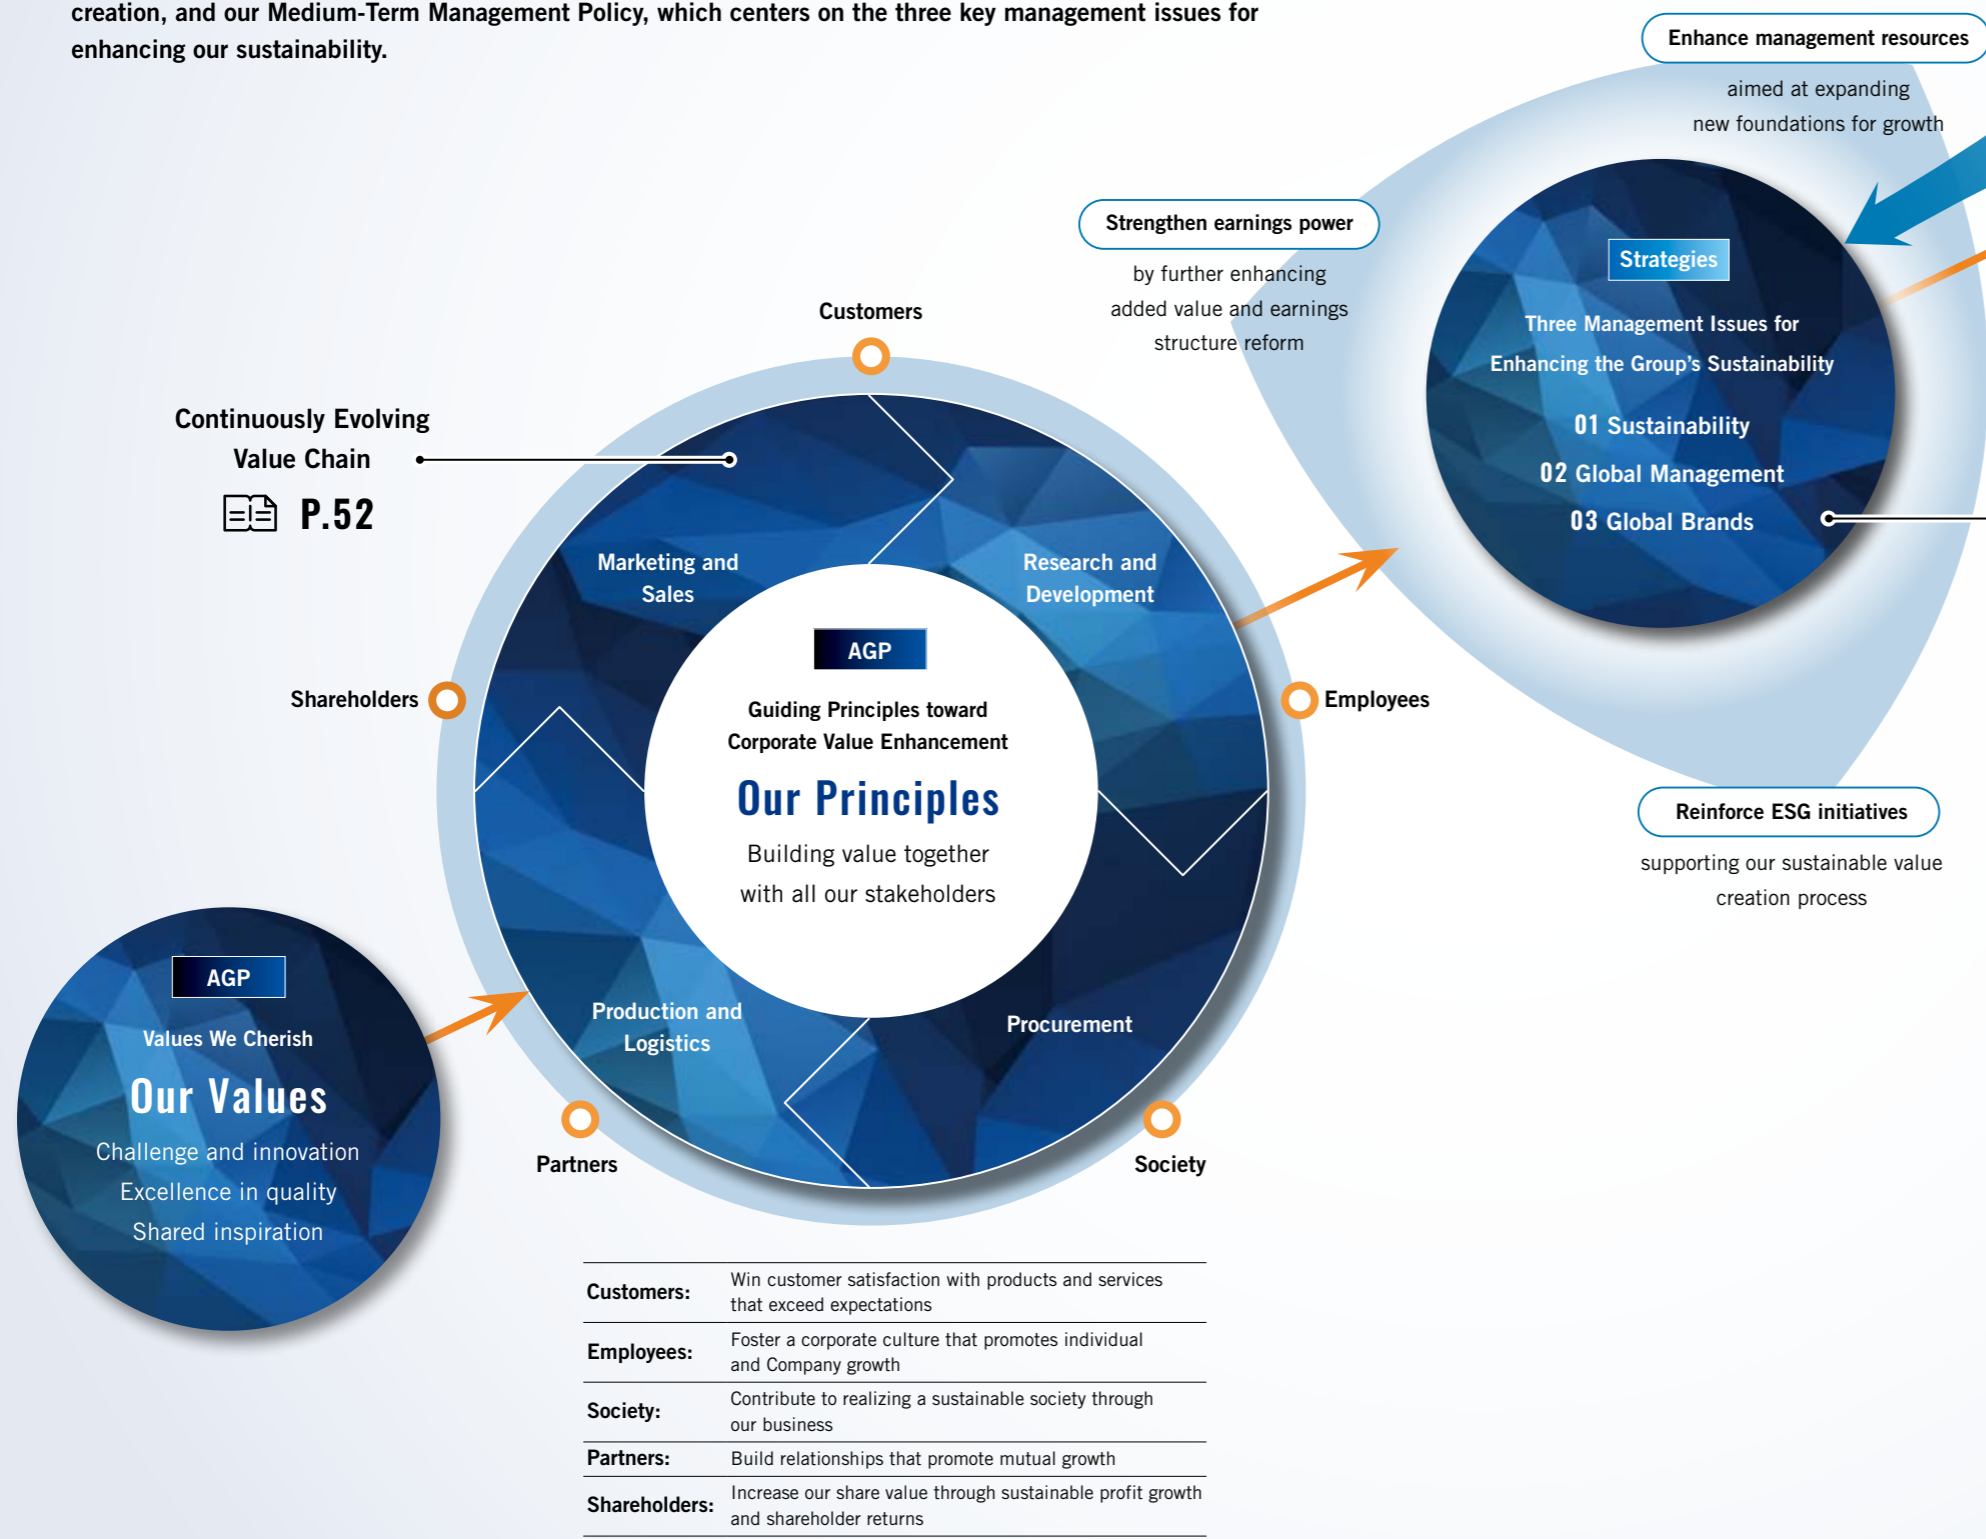 creation, and our Medium-Term Management Policy, which centers on the three key management issues for
enhancing our sustainability.
Enhance management resources
aimed at expanding
new foundations for growth
Strengthen earnings power
by further enhancing
added value and earnings
structure reform
Strategies
Three Management Issues for
Enhancing the Group's Sustainability
01 Sustainability
02 Global Management
03 Global Brands
Reinforce ESG initiatives
supporting our sustainable value
creation process
Continuously Evolving
Value Chain
P.52
Customers
Shareholders
Employees
Partners
Society
Marketing and
Sales
Research and
Development
Production and
Logistics
Procurement
AGP
Guiding Principles toward
Corporate Value Enhancement
Our Principles
Building value together
with all our stakeholders
AGP
Values We Cherish
Our Values
Challenge and innovation
Excellence in quality
Shared inspiration
Customers: Win customer satisfaction with products and services
that exceed expectations
Employees: Foster a corporate culture that promotes individual
and Company growth
Society: Contribute to realizing a sustainable society through
our business
Partners: Build relationships that promote mutual growth
Shareholders: Increase our share value through sustainable profit growth
and shareholder returns